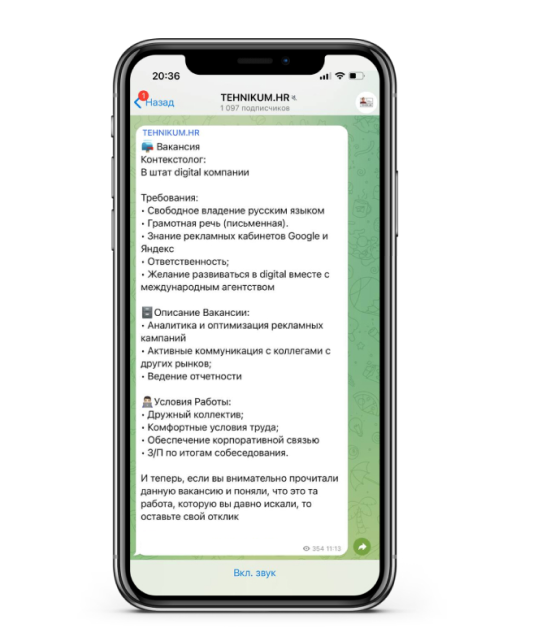 20:36
1
Назад
TEHNIKUM.HR
1 097 подписчиков
TEHNIKUM.HR
Вакансия
Контекстолог:
В штат digital компании
Требования:
• Свободное владение русским языком
• Грамотная речь (письменная).
• Знание рекламных кабинетов Google и
Яндекс
• Ответственность;
• Желание развиваться в digital вместе с
международным агентством
Описание Вакансии:
• Аналитика и оптимизация рекламных
кампаний
• Активные коммуникация с коллегами с
других рынков;
• Ведение отчетности
Условия Работы:
• Дружный коллектив;
• Комфортные условия труда;
• Обеспечение корпоративной связью
• З/П по итогам собеседования.
И теперь, если вы внимательно прочитали
данную вакансию и поняли, что это та
работа, которую вы давно искали, то
оставьте свой отклик
354 11:13
Вкл. звук